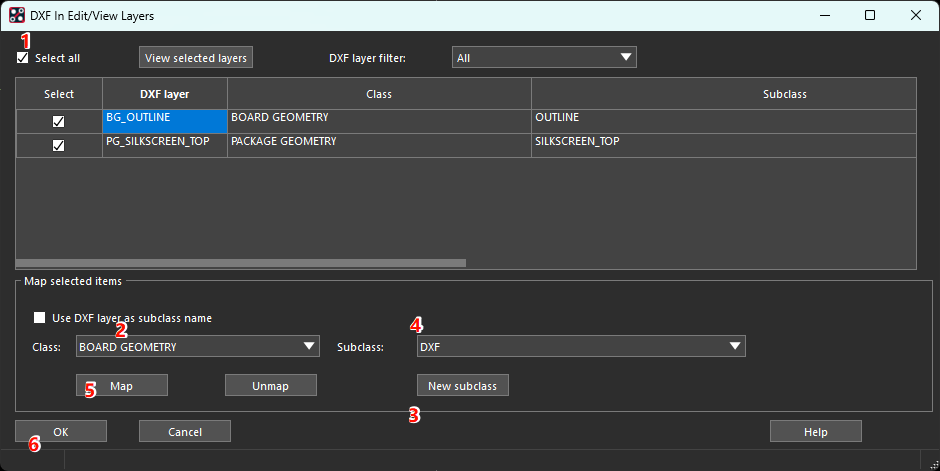 DXF In Edit/View Layers
1
Select all View selected layers DXF layer filter: All
Select DXF layer Class Subclass
BG_OUTLINE BOARD GEOMETRY OUTLINE
PG_SILKSCREEN_TOP PACKAGE GEOMETRY SILKSCREEN_TOP
Map selected items
Use DXF layer as subclass name
2 4
Class: BOARD GEOMETRY Subclass: DXF
5 Map Unmap New subclass
3
OK Cancel Help
6